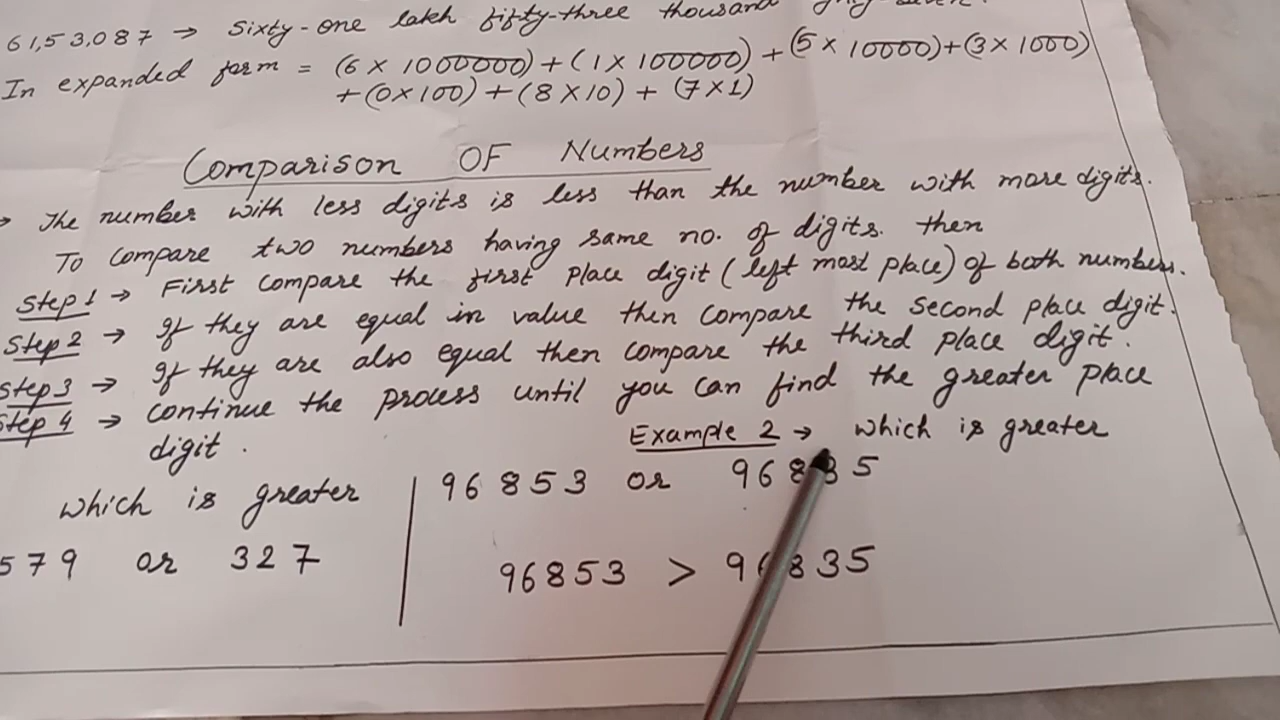 61,53,087 → Sixty-one lakh fifty-three thousand
In expanded form = (6 × 1000000) + (1 × 100000) + (5 × 10000) + (3 × 1000)
+ (0×100) + (8 × 10) + (7×1)
Comparison OF Numbers
→ The number with less digits is less than the number with more digits.
To compare two numbers having same no. of digits. then
Step 1 → First compare the first place digit (left most place) of both numbers.
Step 2 → If they are equal in value then compare the second place digit.
Step 3 → If they are also equal then compare the third place digit.
Step 4 → continue the process until you can find the greater place
digit.
Example 2 → which is greater
which is greater
96853 or 96835
579 or 327
96853 > 96835